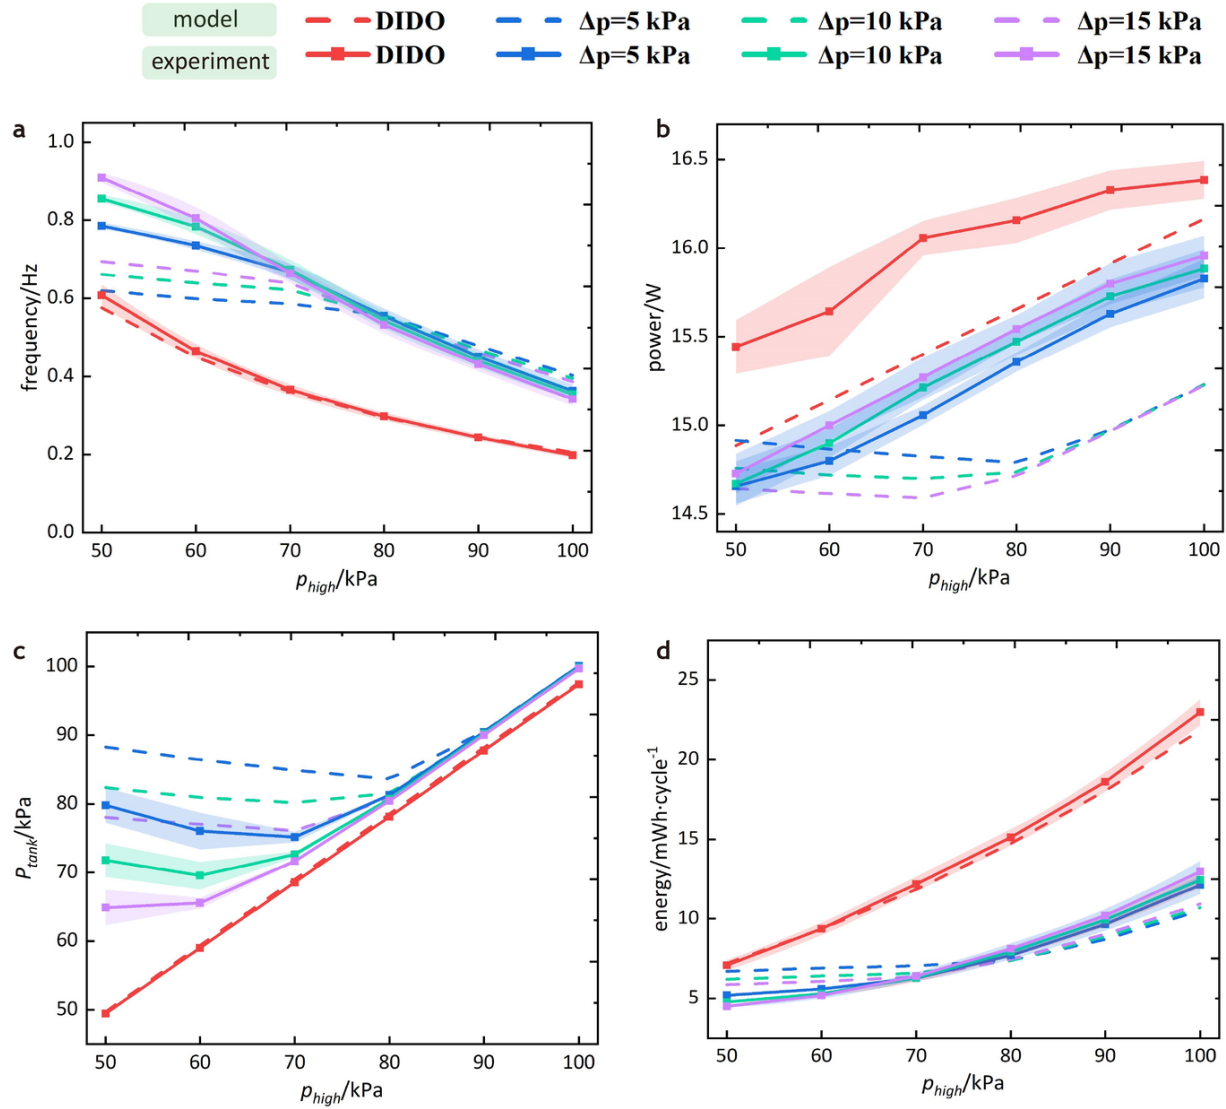 model DIDO Δp=5 kPa Δp=10 kPa Δp=15 kPa
experiment DIDO Δp=5 kPa Δp=10 kPa Δp=15 kPa
a
1.0
0.8
0.6
0.4
0.2
0.0
frequency/Hz
50 60 70 80 90 100
p_high/kPa
b
16.5
16.0
15.5
15.0
14.5
power/W
50 60 70 80 90 100
p_high/kPa
c
100
90
80
70
60
50
P_tank/kPa
50 60 70 80 90 100
p_high/kPa
d
25
20
15
10
5
energy/mWh·cycle⁻¹
50 60 70 80 90 100
p_high/kPa